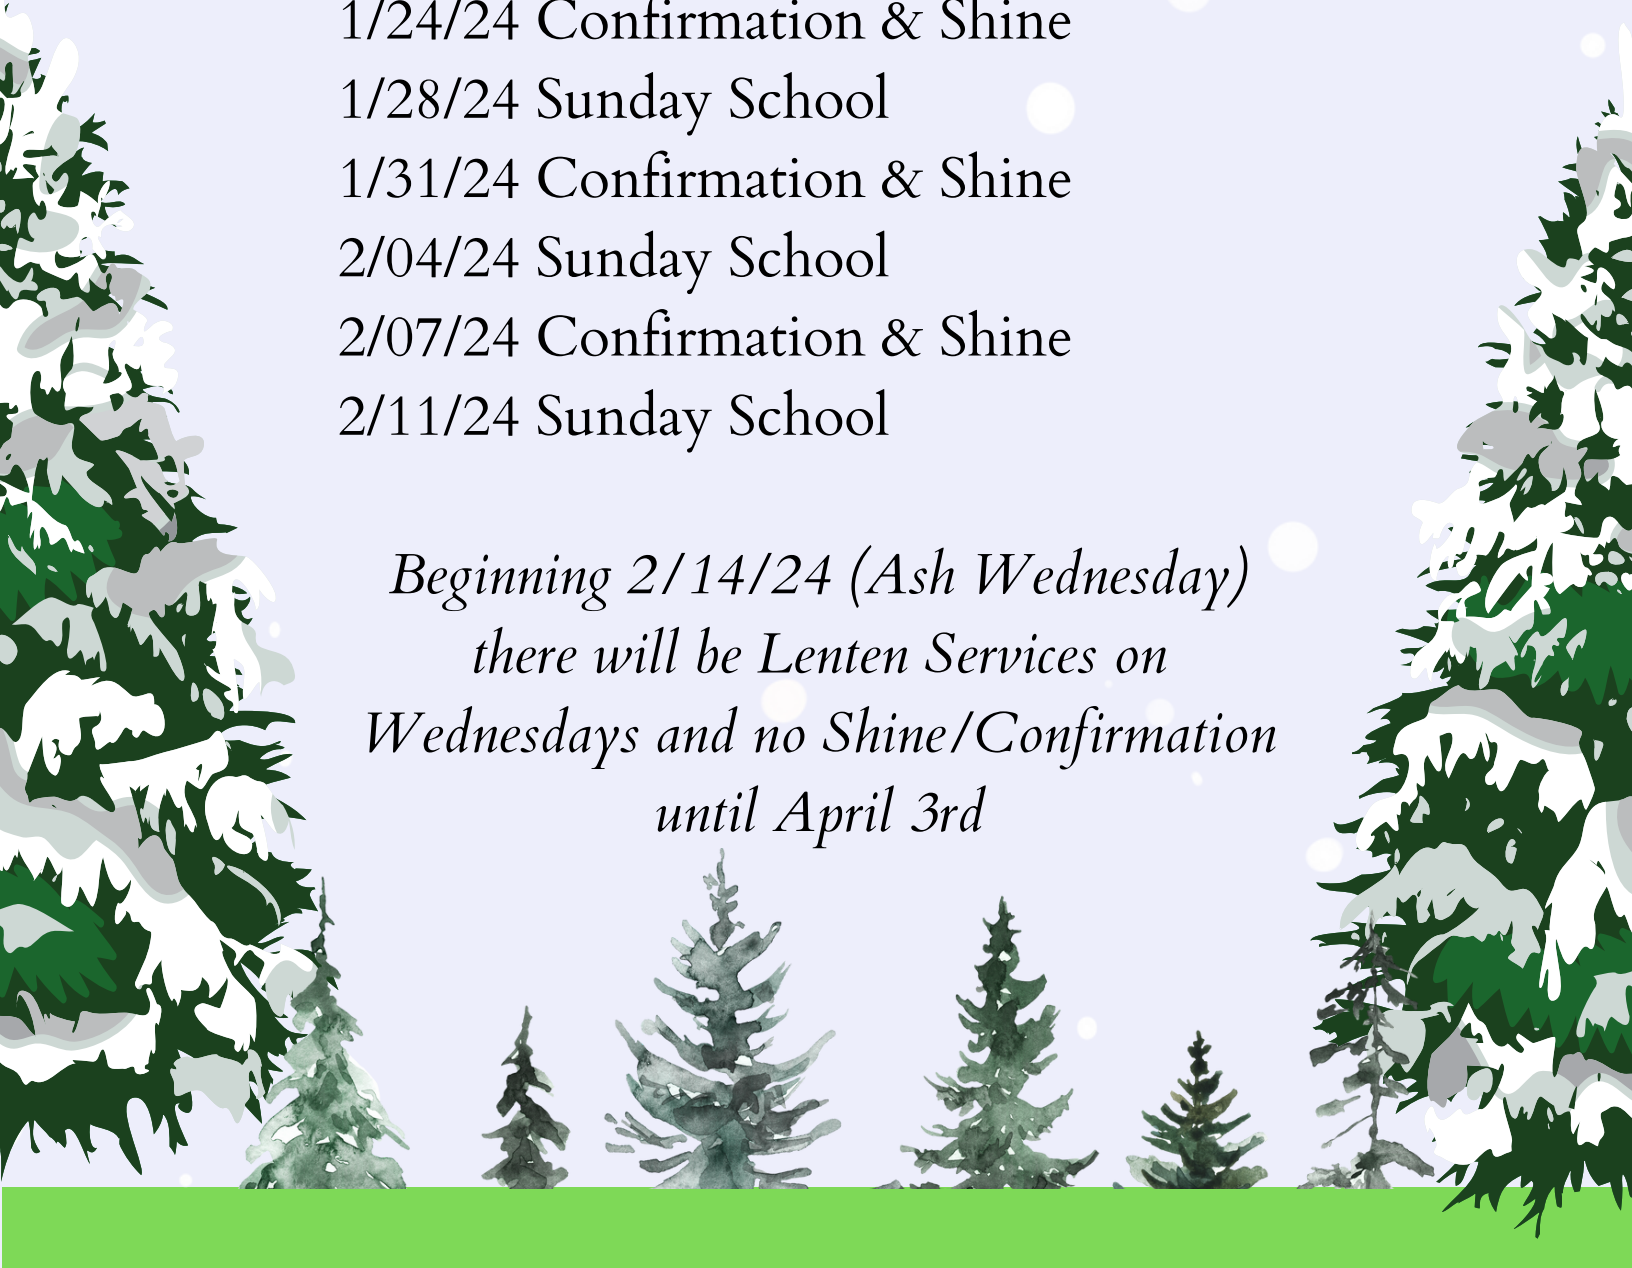 1/24/24 Confirmation & Shine
1/28/24 Sunday School
1/31/24 Confirmation & Shine
2/04/24 Sunday School
2/07/24 Confirmation & Shine
2/11/24 Sunday School
Beginning 2/14/24 (Ash Wednesday)
there will be Lenten Services on
Wednesdays and no Shine/Confirmation
until April 3rd